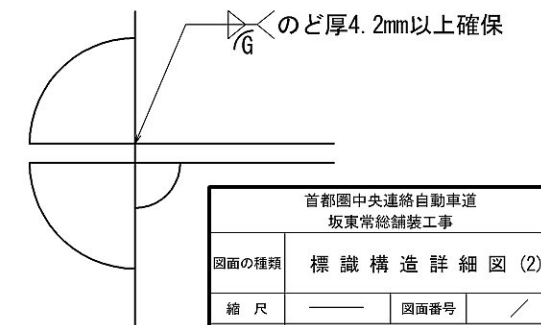 のど厚4.2mm以上確保
G
首都圏中央連絡自動車道
坂東常総舗装工事
図面の種類 標識構造詳細図(2)
縮尺 ――― 図面番号 ／